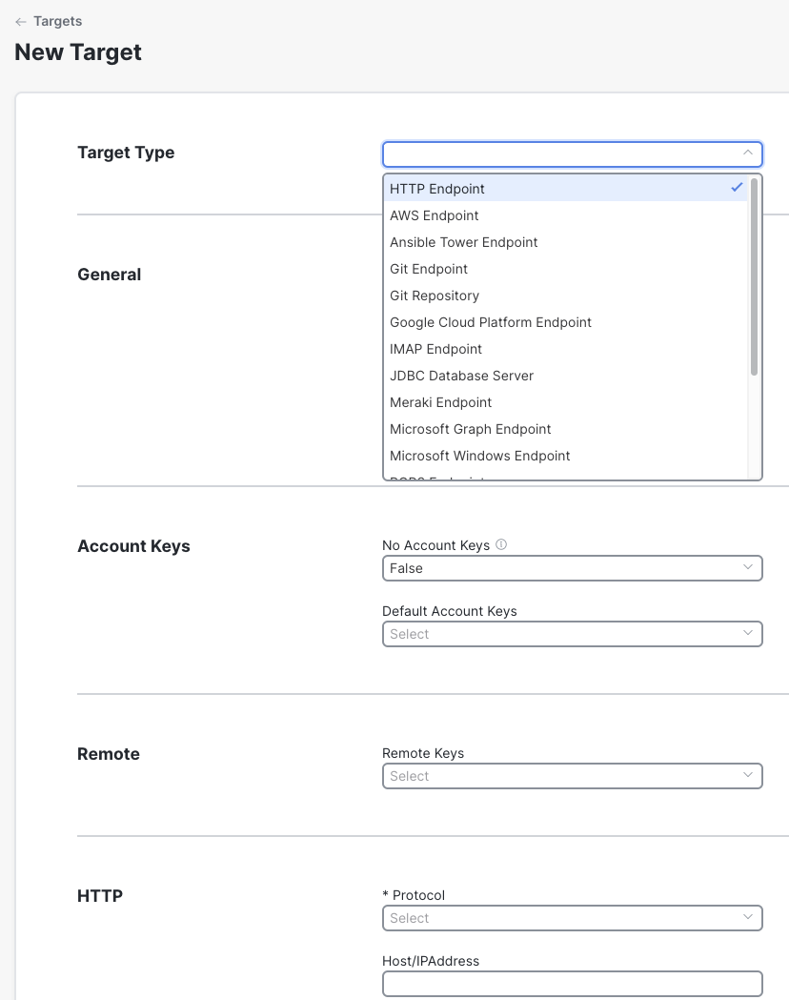 ← Targets
New Target
Target Type
HTTP Endpoint
AWS Endpoint
Ansible Tower Endpoint
Git Endpoint
Git Repository
Google Cloud Platform Endpoint
IMAP Endpoint
JDBC Database Server
Meraki Endpoint
Microsoft Graph Endpoint
Microsoft Windows Endpoint
General
Account Keys
No Account Keys
False
Default Account Keys
Select
Remote
Remote Keys
Select
HTTP
* Protocol
Select
Host/IPAddress